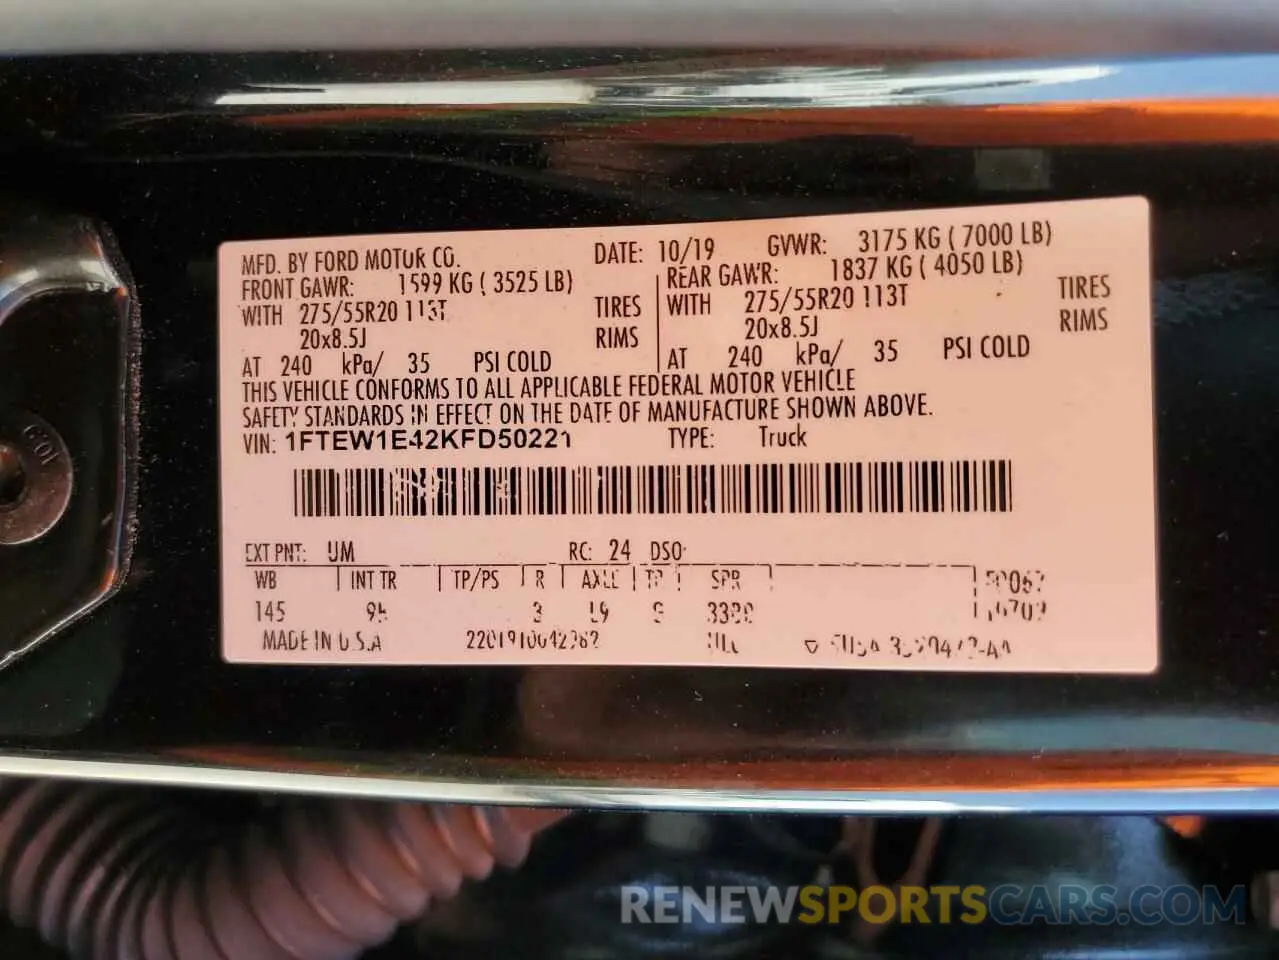 MFD. BY FORD MOTOR CO. DATE: 10/19 GVWR: 3175 KG ( 7000 LB)
FRONT GAWR: 1599 KG ( 3525 LB) REAR GAWR: 1837 KG ( 4050 LB)
WITH 275/55R20 113T TIRES WITH 275/55R20 113T TIRES
20x8.5J RIMS 20x8.5J RIMS
AT 240 kPa/ 35 PSI COLD AT 240 kPa/ 35 PSI COLD
THIS VEHICLE CONFORMS TO ALL APPLICABLE FEDERAL MOTOR VEHICLE
SAFETY STANDARDS IN EFFECT ON THE DATE OF MANUFACTURE SHOWN ABOVE.
VIN: 1FTEW1E42KFD50221 TYPE: Truck
EXT PNT: UM RC: 24 DSO:
WB INT TR TP/PS R AXLE TR SPR
145 3 19
MADE IN U.S.A
RENEWSPORTSCARS.COM